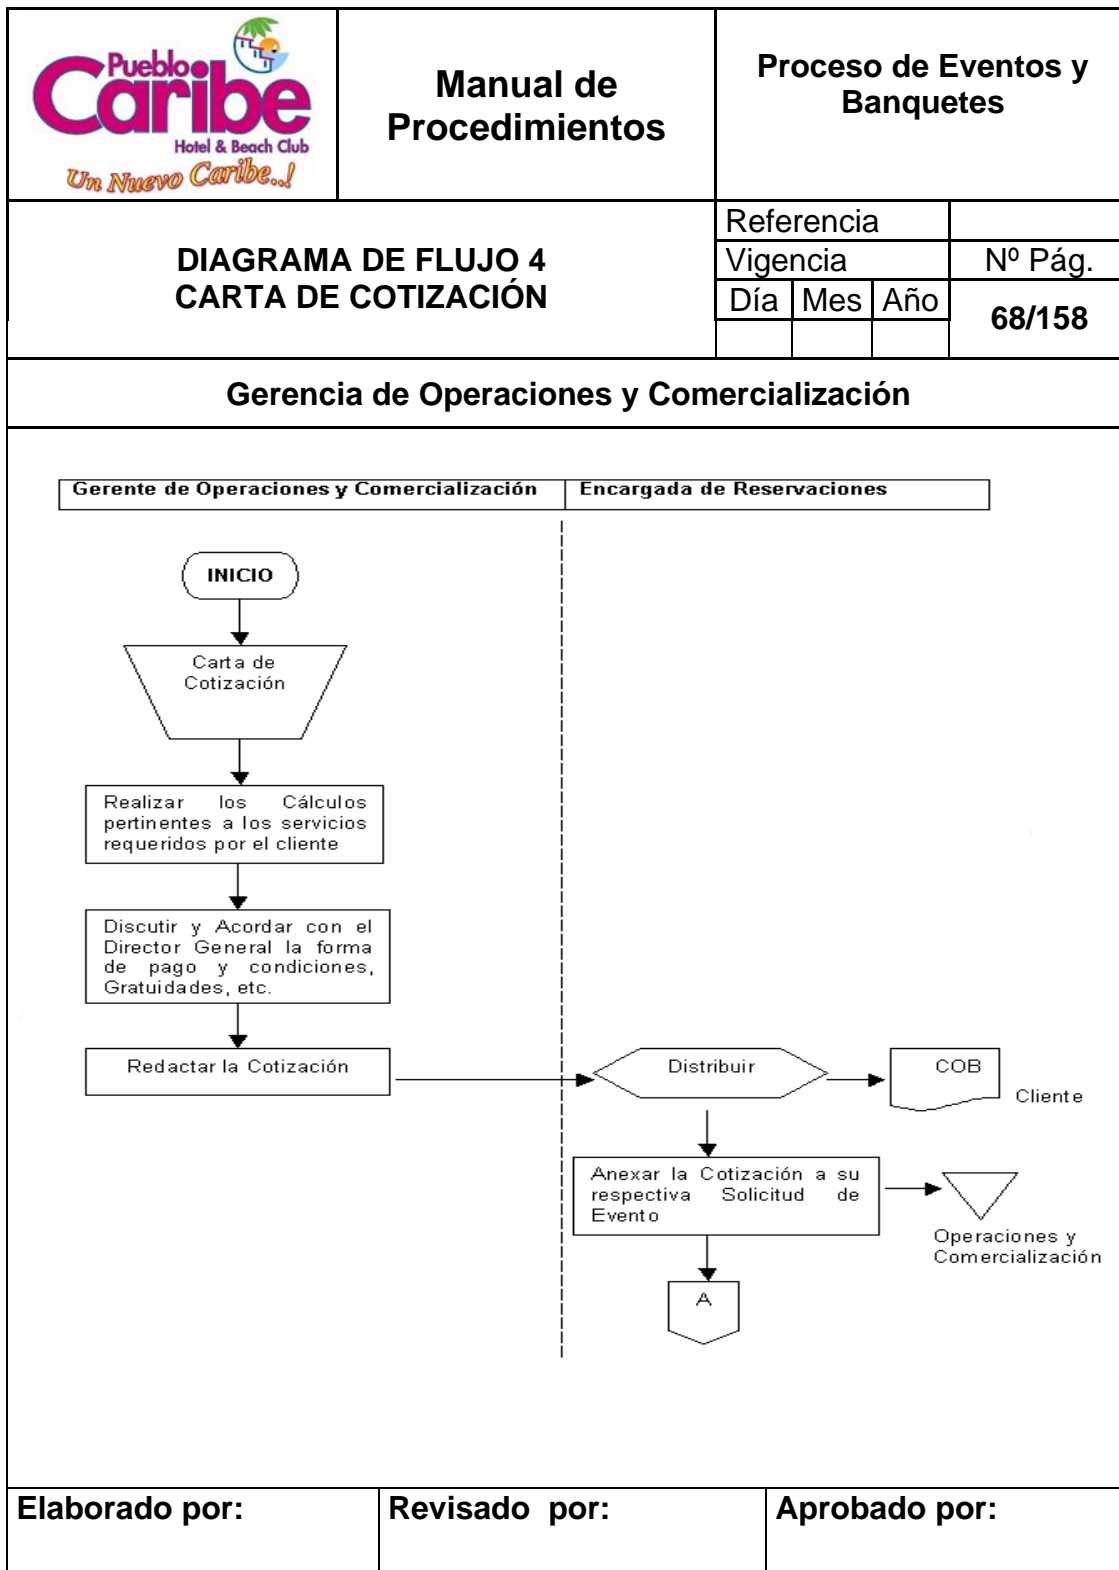 Pueblo
Caribe
Hotel & Beach Club
Un Nuevo Caribe..!
Manual de
Procedimientos
Proceso de Eventos y
Banquetes
DIAGRAMA DE FLUJO 4
CARTA DE COTIZACIÓN
Referencia
Vigencia
Nº Pág.
Día Mes Año
68/158
Gerencia de Operaciones y Comercialización
Gerente de Operaciones y Comercialización
Encargada de Reservaciones
INICIO
Carta de
Cotización
Realizar los Cálculos
pertinentes a los servicios
requeridos por el cliente
Discutir y Acordar con el
Director General la forma
de pago y condiciones,
Gratuidades, etc.
Redactar la Cotización
Distribuir
COB
Cliente
Anexar la Cotización a su
respectiva Solicitud de
Evento
Operaciones y
Comercialización
A
Elaborado por:
Revisado por:
Aprobado por: